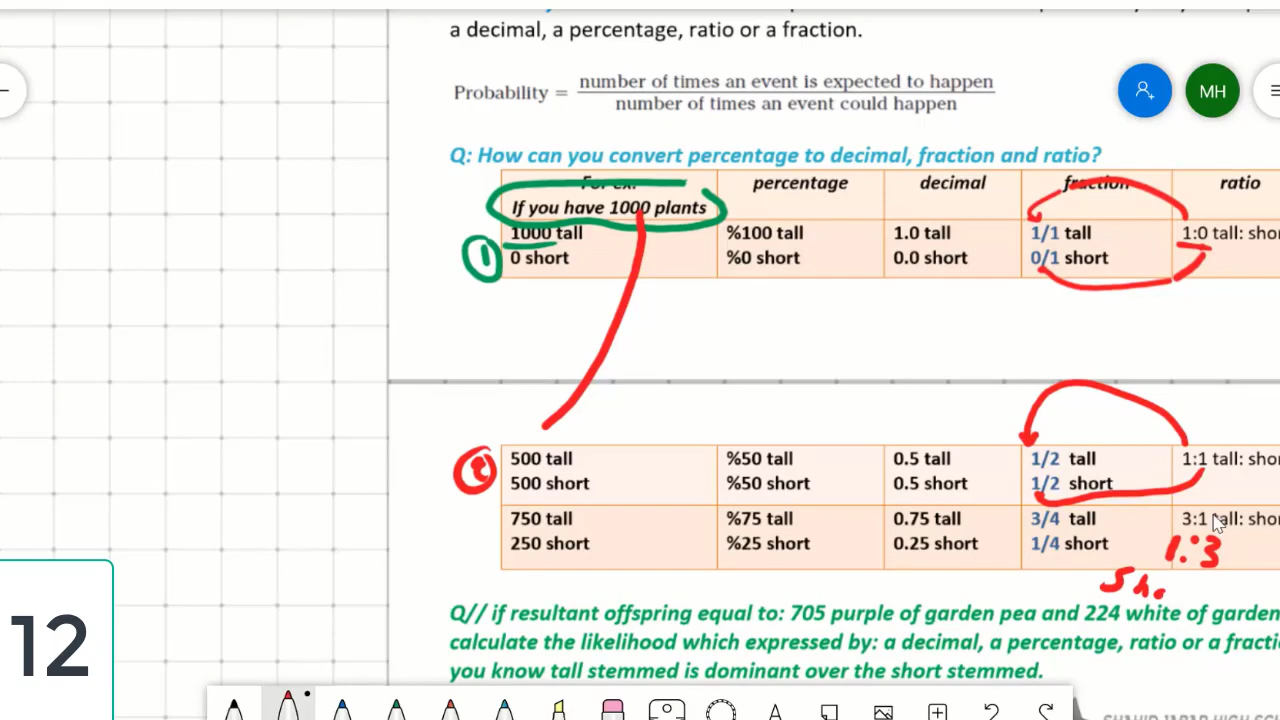 a decimal, a percentage, ratio or a fraction.
Probability = number of times an event is expected to happen
number of times an event could happen
MH
Q: How can you convert percentage to decimal, fraction and ratio?
For ex. percentage decimal fraction ratio
If you have 1000 plants
1000 tall %100 tall 1.0 tall 1/1 tall 1:0 tall: shor
0 short %0 short 0.0 short 0/1 short
1
2
500 tall %50 tall 0.5 tall 1/2 tall 1:1 tall: shor
500 short %50 short 0.5 short 1/2 short
750 tall %75 tall 0.75 tall 3/4 tall 3:1 tall: shor
250 short %25 short 0.25 short 1/4 short
1:3
Sho
Q// if resultant offspring equal to: 705 purple of garden pea and 224 white of garden
calculate the likelihood which expressed by: a decimal, a percentage, ratio or a fracti
you know tall stemmed is dominant over the short stemmed.
12